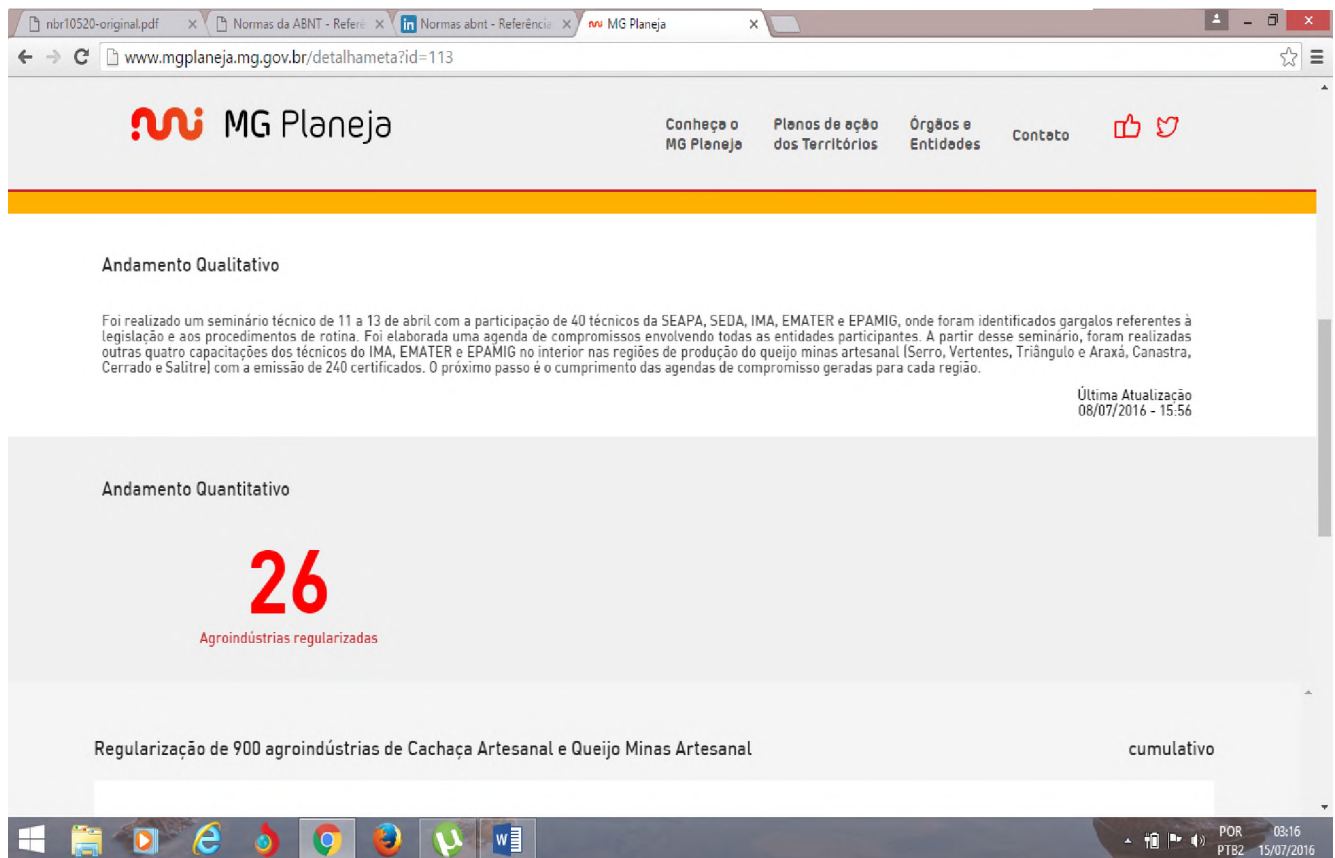 nbr10520-original.pdf
Normas da ABNT - Referê
Normas abnt - Referência
MG Planeja
www.mgplaneja.mg.gov.br/detalhameta?id=113
MG Planeja
Conheça o
MG Planeja
Planos de ação
dos Territórios
Órgãos e
Entidades
Contato
Andamento Qualitativo
Foi realizado um seminário técnico de 11 a 13 de abril com a participação de 40 técnicos da SEAPA, SEDA, IMA, EMATER e EPAMIG, onde foram identificados gargalos referentes à
legislação e aos procedimentos de rotina. Foi elaborada uma agenda de compromissos envolvendo todas as entidades participantes. A partir desse seminário, foram realizadas
outras quatro capacitações dos técnicos do IMA, EMATER e EPAMIG no interior nas regiões de produção do queijo minas artesanal (Serro, Vertentes, Triângulo e Araxá, Canastra,
Cerrado e Salitre) com a emissão de 240 certificados. O próximo passo é o cumprimento das agendas de compromisso geradas para cada região.
Última Atualização
08/07/2016 - 15:56
Andamento Quantitativo
26
Agroindústrias regularizadas
Regularização de 900 agroindústrias de Cachaça Artesanal e Queijo Minas Artesanal
cumulativo
POR
PTB2
03:16
15/07/2016